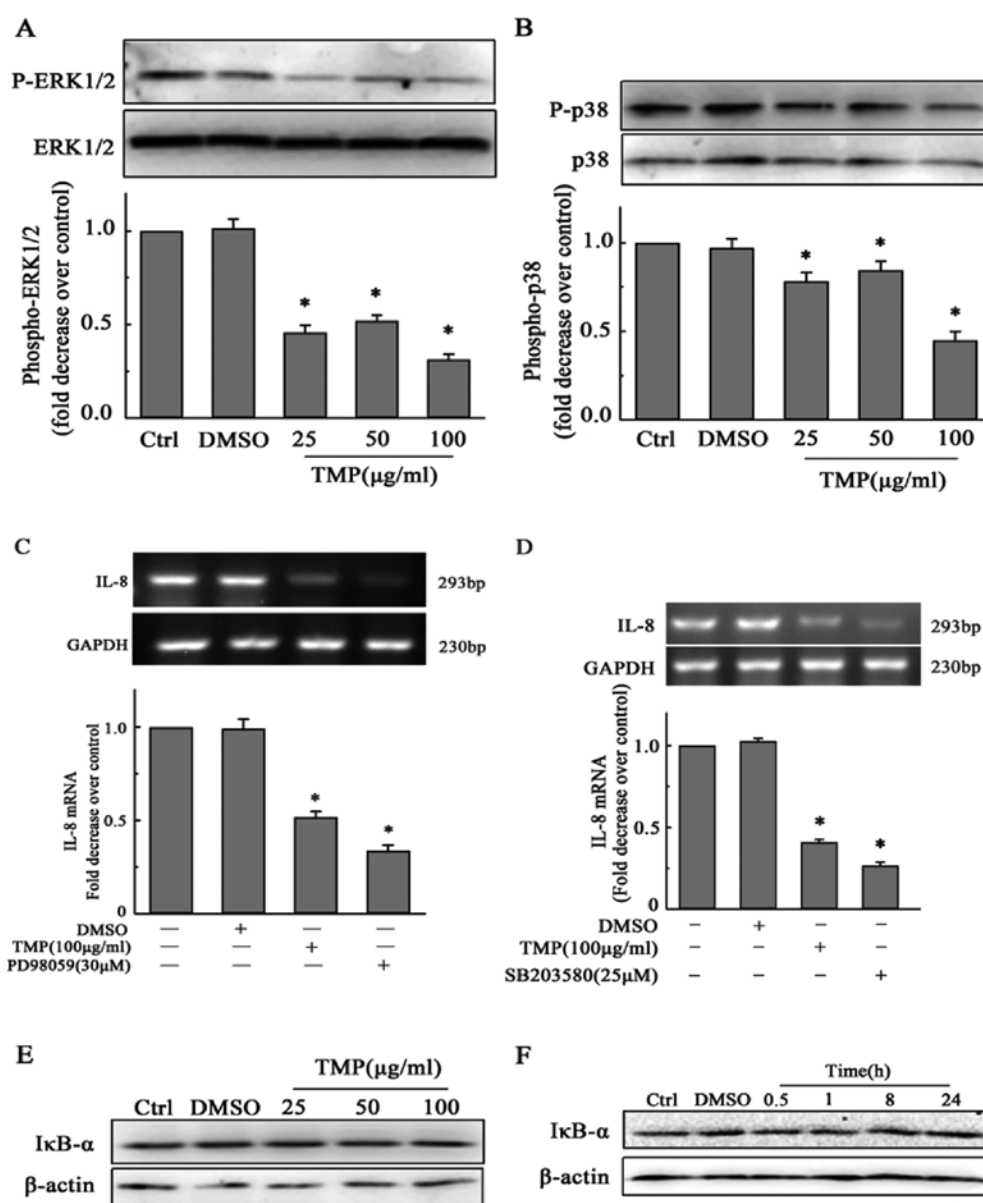 A
P-ERK1/2
ERK1/2
Phospho-ERK1/2
(fold decrease over control)
1.0
0.5
0.0
* * *
Ctrl DMSO 25 50 100
TMP(μg/ml)
B
P-p38
p38
Phospho-p38
(fold decrease over control)
1.0
0.5
0.0
* * *
Ctrl DMSO 25 50 100
TMP(μg/ml)
C
IL-8 293bp
GAPDH 230bp
IL-8 mRNA
Fold decrease over control
1.0
0.5
0
* *
DMSO — + — —
TMP(100μg/ml) — — + —
PD98059(30μM) — — — +
D
IL-8 293bp
GAPDH 230bp
IL-8 mRNA
(Fold decrease over control)
1.0
0.5
0
* *
DMSO – + – –
TMP(100μg/ml) – – + –
SB203580(25μM) – – – +
E
TMP(μg/ml)
Ctrl DMSO 25 50 100
IκB-α
β-actin
F
Time(h)
Ctrl DMSO 0.5 1 8 24
IκB-α
β-actin